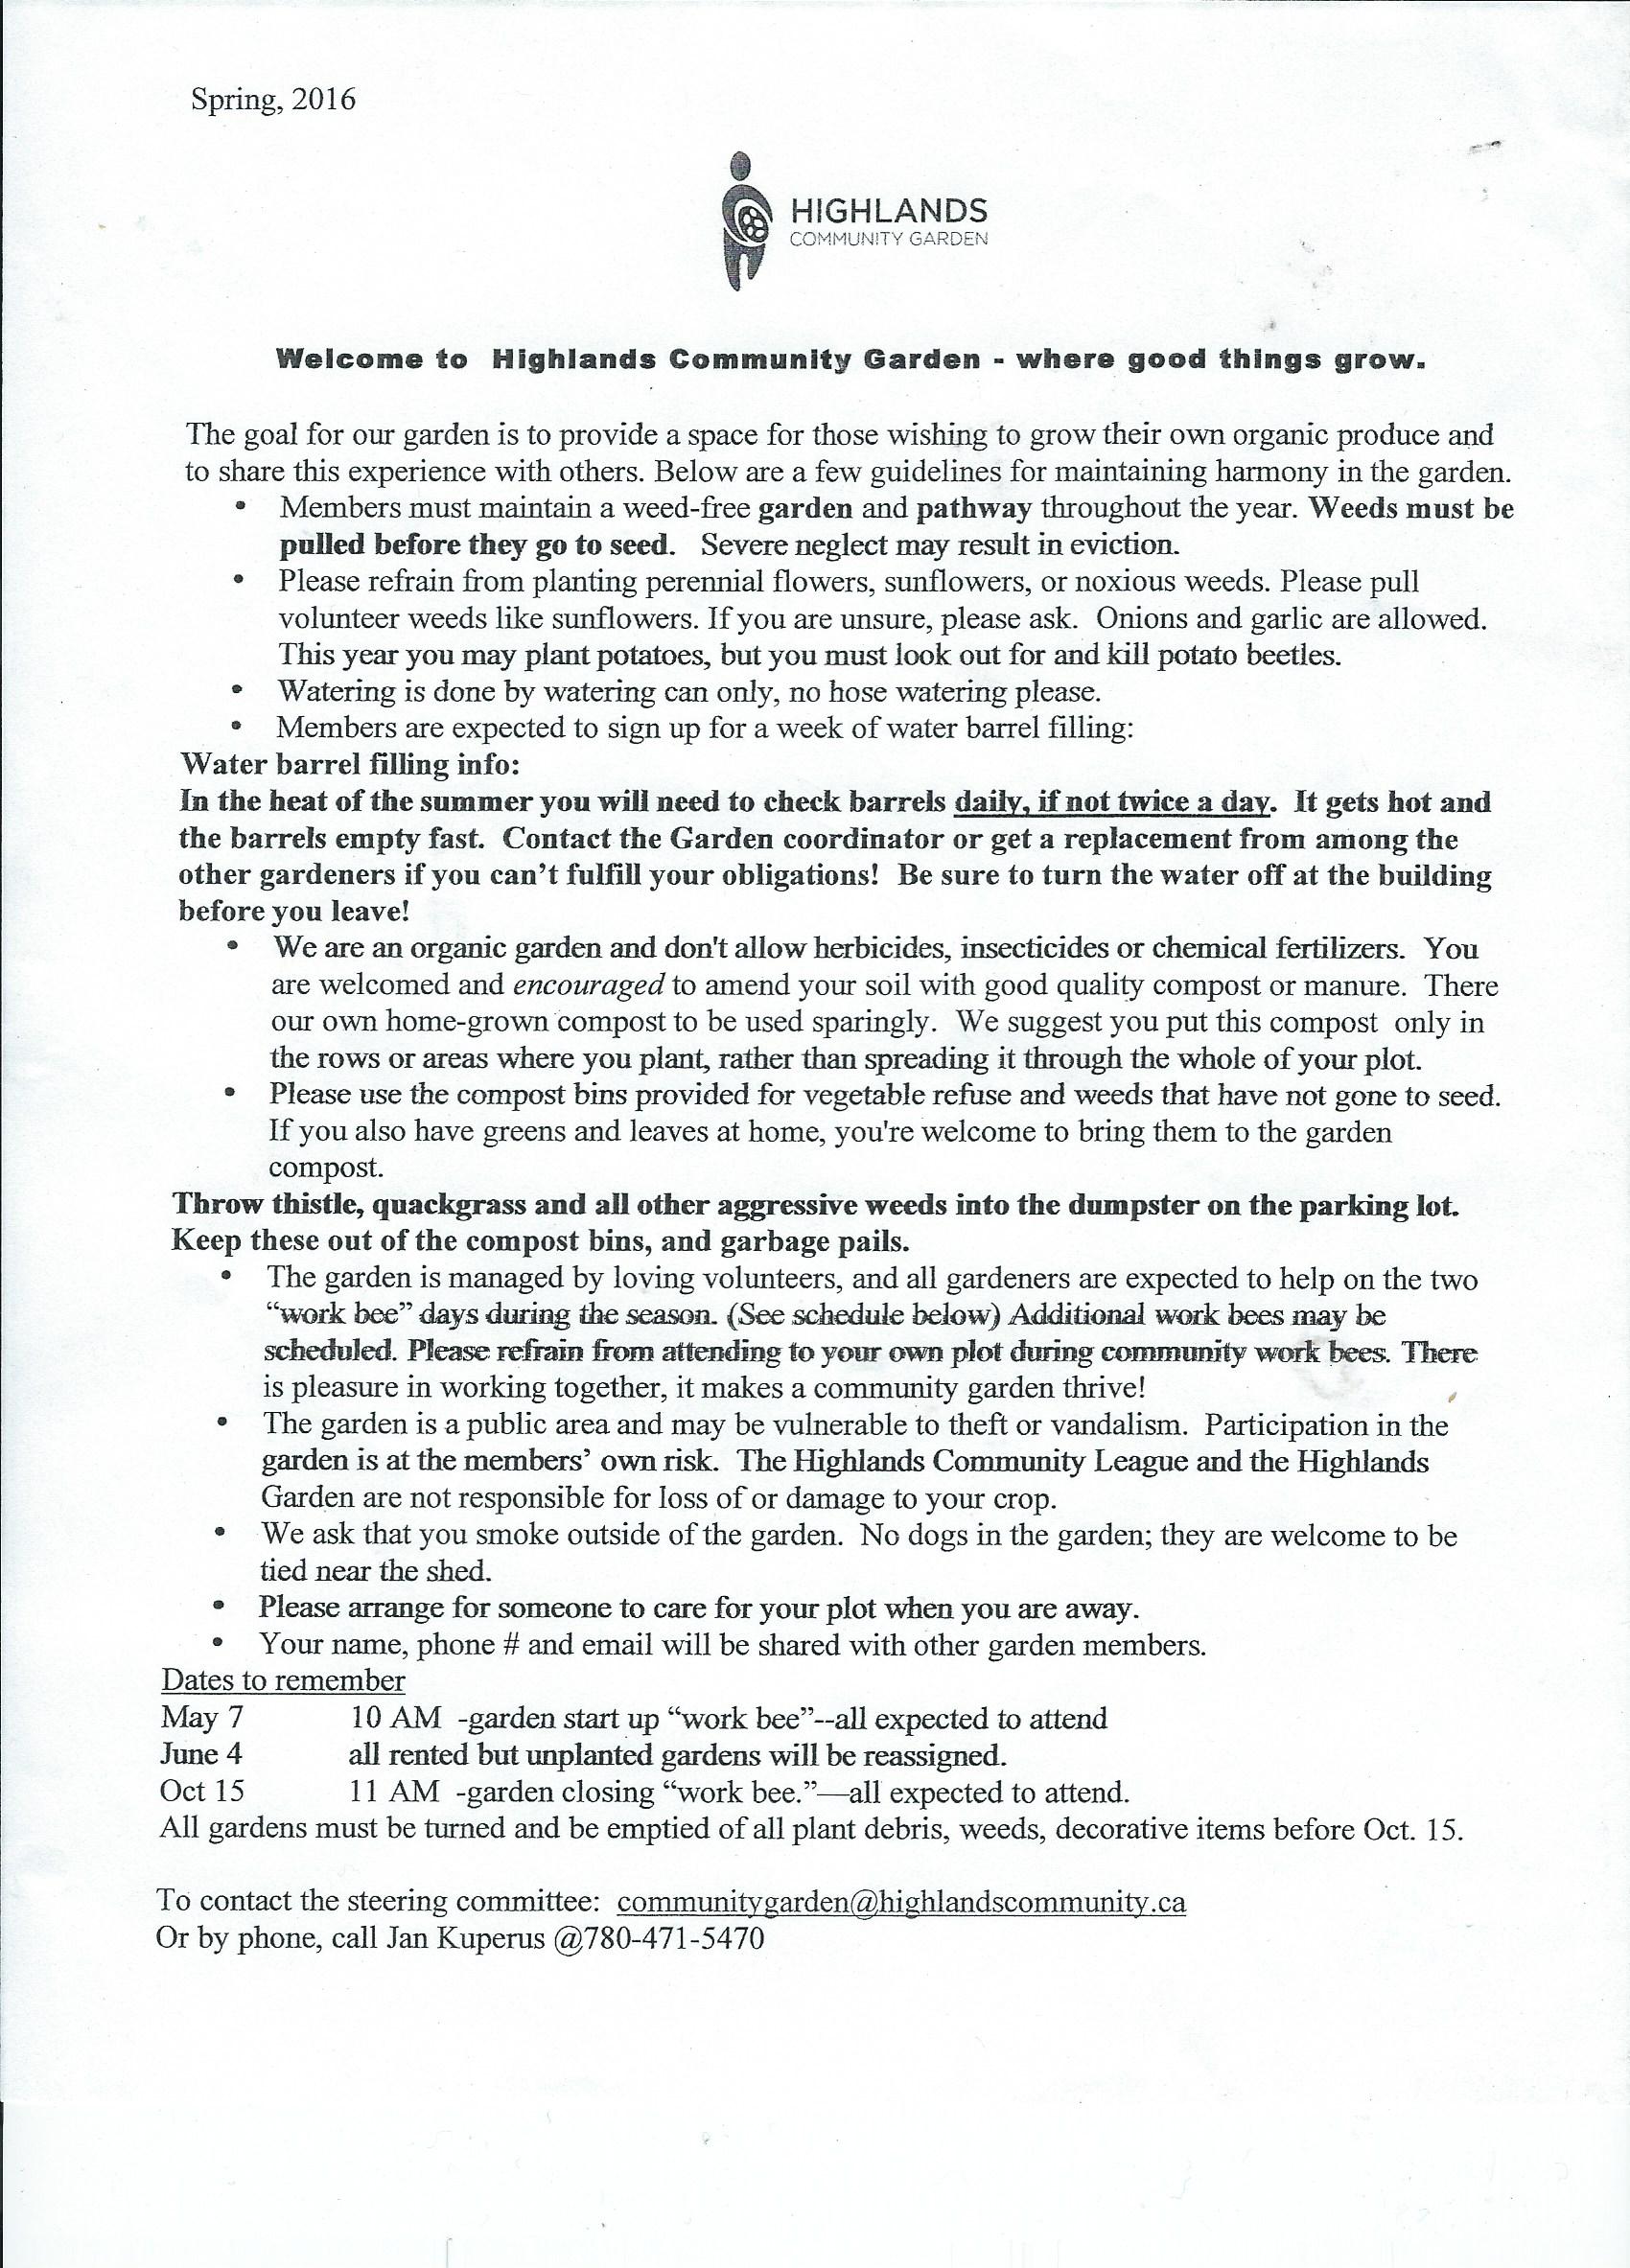 Spring, 2016
HIGHLANDS
COMMUNITY GARDEN
Welcome to Highlands Community Garden - where good things grow.
The goal for our garden is to provide a space for those wishing to grow their own organic produce and
to share this experience with others. Below are a few guidelines for maintaining harmony in the garden.
• Members must maintain a weed-free garden and pathway throughout the year. Weeds must be
pulled before they go to seed. Severe neglect may result in eviction.
• Please refrain from planting perennial flowers, sunflowers, or noxious weeds. Please pull
volunteer weeds like sunflowers. If you are unsure, please ask. Onions and garlic are allowed.
This year you may plant potatoes, but you must look out for and kill potato beetles.
• Watering is done by watering can only, no hose watering please.
• Members are expected to sign up for a week of water barrel filling:
Water barrel filling info:
In the heat of the summer you will need to check barrels daily, if not twice a day. It gets hot and
the barrels empty fast. Contact the Garden coordinator or get a replacement from among the
other gardeners if you can’t fulfill your obligations! Be sure to turn the water off at the building
before you leave!
• We are an organic garden and don't allow herbicides, insecticides or chemical fertilizers. You
are welcomed and encouraged to amend your soil with good quality compost or manure. There
our own home-grown compost to be used sparingly. We suggest you put this compost only in
the rows or areas where you plant, rather than spreading it through the whole of your plot.
• Please use the compost bins provided for vegetable refuse and weeds that have not gone to seed.
If you also have greens and leaves at home, you're welcome to bring them to the garden
compost.
Throw thistle, quackgrass and all other aggressive weeds into the dumpster on the parking lot.
Keep these out of the compost bins, and garbage pails.
• The garden is managed by loving volunteers, and all gardeners are expected to help on the two
“work bee” days during the season. (See schedule below) Additional work bees may be
scheduled. Please refrain from attending to your own plot during community work bees. There
is pleasure in working together, it makes a community garden thrive!
• The garden is a public area and may be vulnerable to theft or vandalism. Participation in the
garden is at the members’ own risk. The Highlands Community League and the Highlands
Garden are not responsible for loss of or damage to your crop.
• We ask that you smoke outside of the garden. No dogs in the garden; they are welcome to be
tied near the shed.
• Please arrange for someone to care for your plot when you are away.
• Your name, phone # and email will be shared with other garden members.
Dates to remember
May 7 10 AM -garden start up “work bee”--all expected to attend
June 4 all rented but unplanted gardens will be reassigned.
Oct 15 11 AM -garden closing “work bee.”—all expected to attend.
All gardens must be turned and be emptied of all plant debris, weeds, decorative items before Oct. 15.
To contact the steering committee: communitygarden@highlandscommunity.ca
Or by phone, call Jan Kuperus @780-471-5470